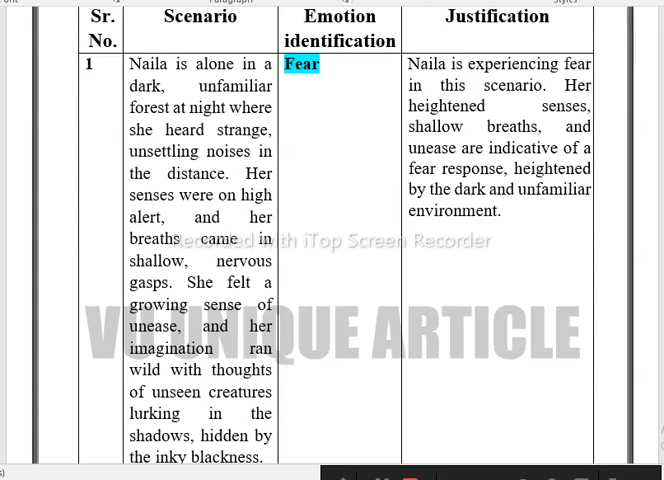 Paragraph
Styles
Sr. No.
Scenario
Emotion identification
Justification
1
Naila is alone in a
dark, unfamiliar
forest at night where
she heard strange,
unsettling noises in
the distance. Her
senses were on high
alert, and her
breaths came in
shallow, nervous
gasps. She felt a
growing sense of
unease, and her
imagination ran
wild with thoughts
of unseen creatures
lurking in the
shadows, hidden by
the inky blackness.
Fear
Naila is experiencing fear
in this scenario. Her
heightened senses,
shallow breaths, and
unease are indicative of a
fear response, heightened
by the dark and unfamiliar
environment.
Recorded with iTop Screen Recorder
VU UNIQUE ARTICLE